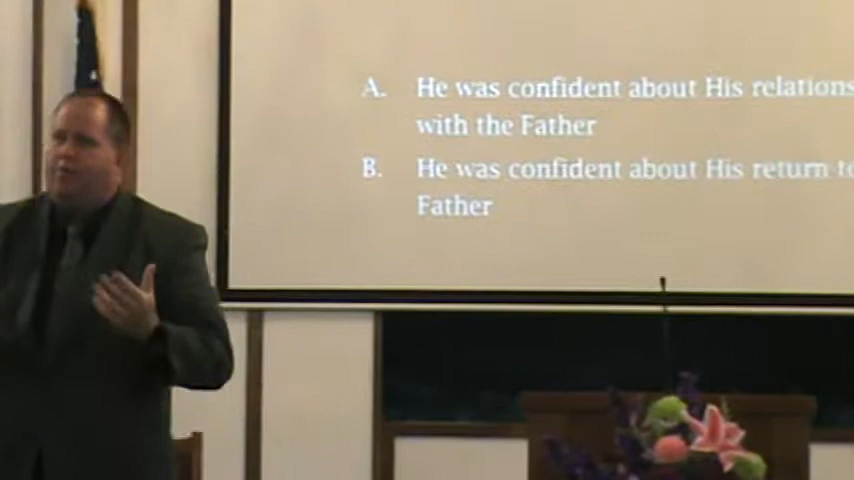 A. He was confident about His relations
with the Father
B. He was confident about His return to
Father